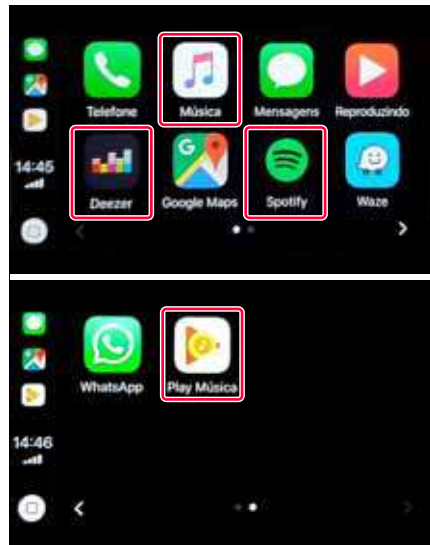 Telefone Música Mensagens Reproduzindo
14:45
Deezer Google Maps Spotify Waze
WhatsApp Play Música
14:46